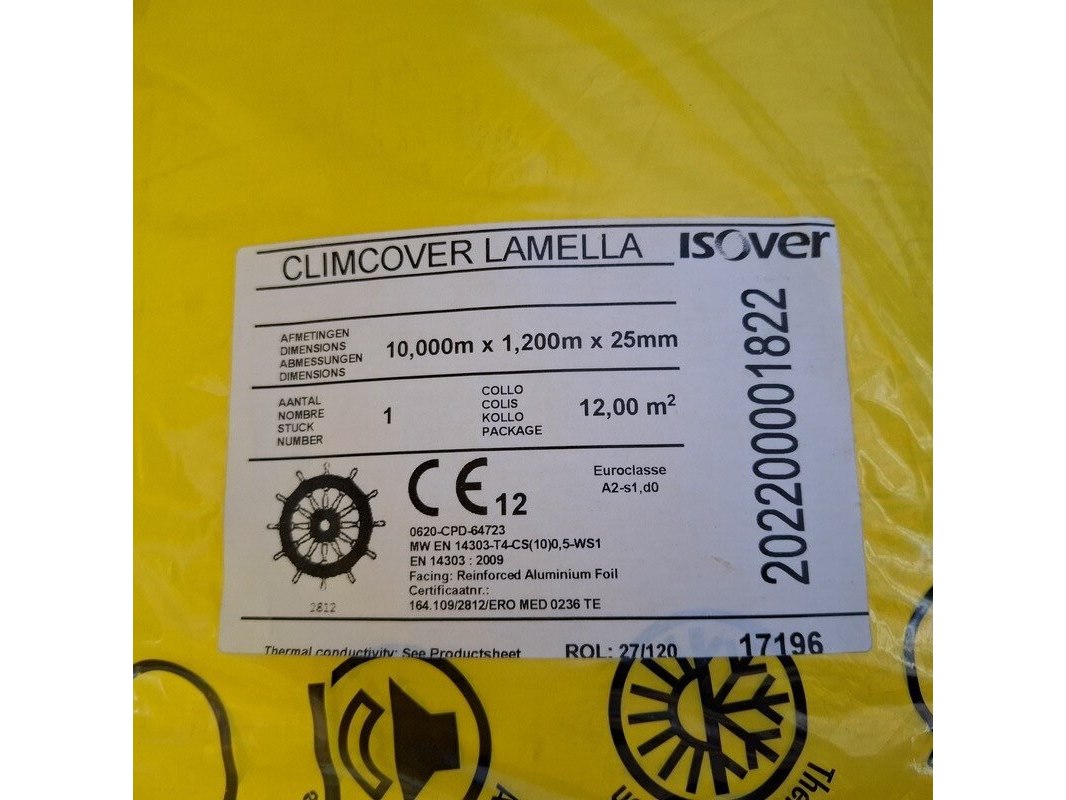 CLIMCOVER LAMELLA
ISOVER
AFMETINGEN
DIMENSIONS
ABMESSUNGEN
DIMENSIONS
10,000m x 1,200m x 25mm
AANTAL
NOMBRE
STUCK
NUMBER
1
COLLO
COLIS
KOLLO
PACKAGE
12,00 m²
20220001822
CE 12
Euroclasse
A2-s1,d0
0620-CPD-64723
MW EN 14303-T4-CS(10)0,5-WS1
EN 14303 : 2009
Facing: Reinforced Aluminium Foil
Certificaatnr.:
164.109/2812/ERO MED 0236 TE
2812
Thermal conductivity: See Productsheet
ROL: 27/120
17196